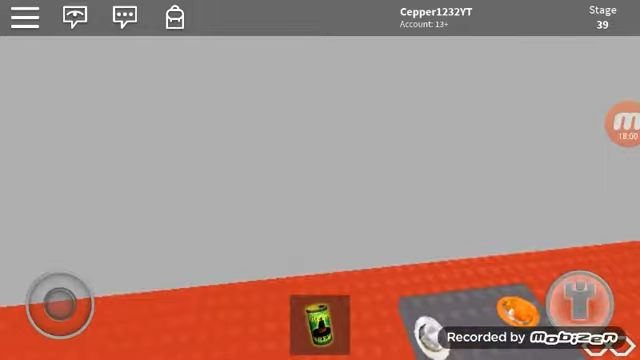 Cepper1232YT
Account: 13+
Stage
39
18:00
Recorded by
Mobizen